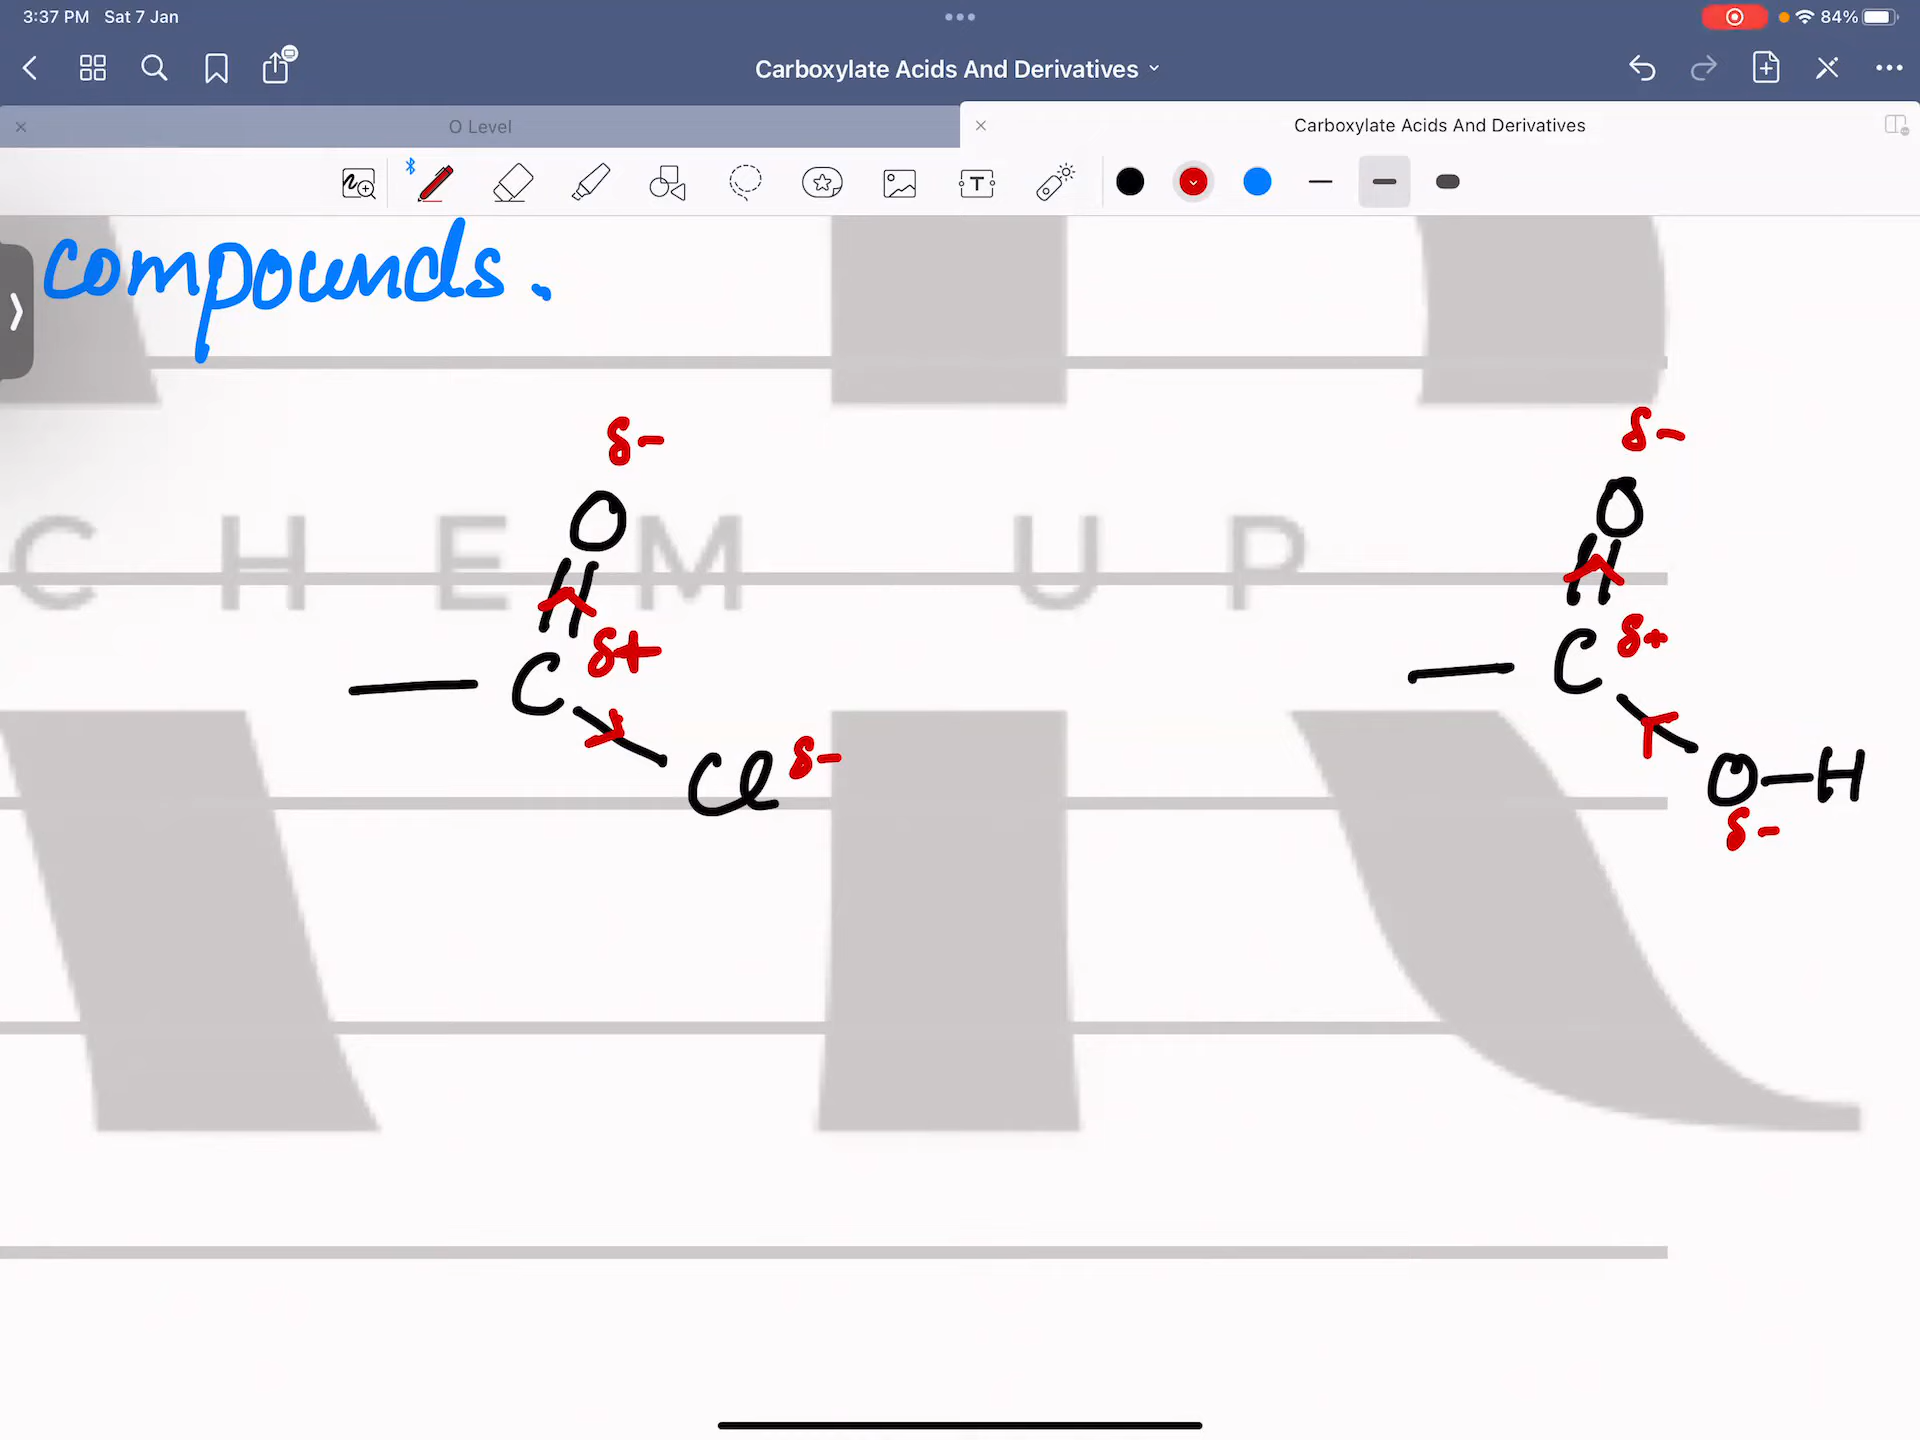 3:37 PM Sat 7 Jan
84%
Carboxylate Acids And Derivatives
O Level
Carboxylate Acids And Derivatives
T
compounds.
δ- δ-
O O
CHEM UP
δ+ δ+
C C
Cl δ- O-H
δ-